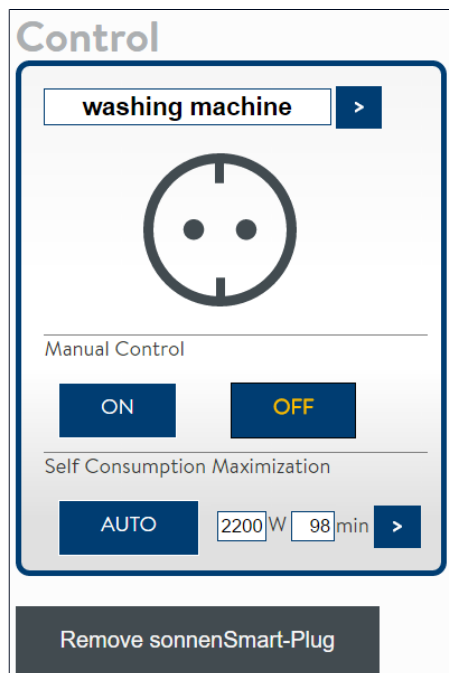 Control
washing machine >
Manual Control
ON OFF
Self Consumption Maximization
AUTO 2200 W 98 min >
Remove sonnenSmart-Plug